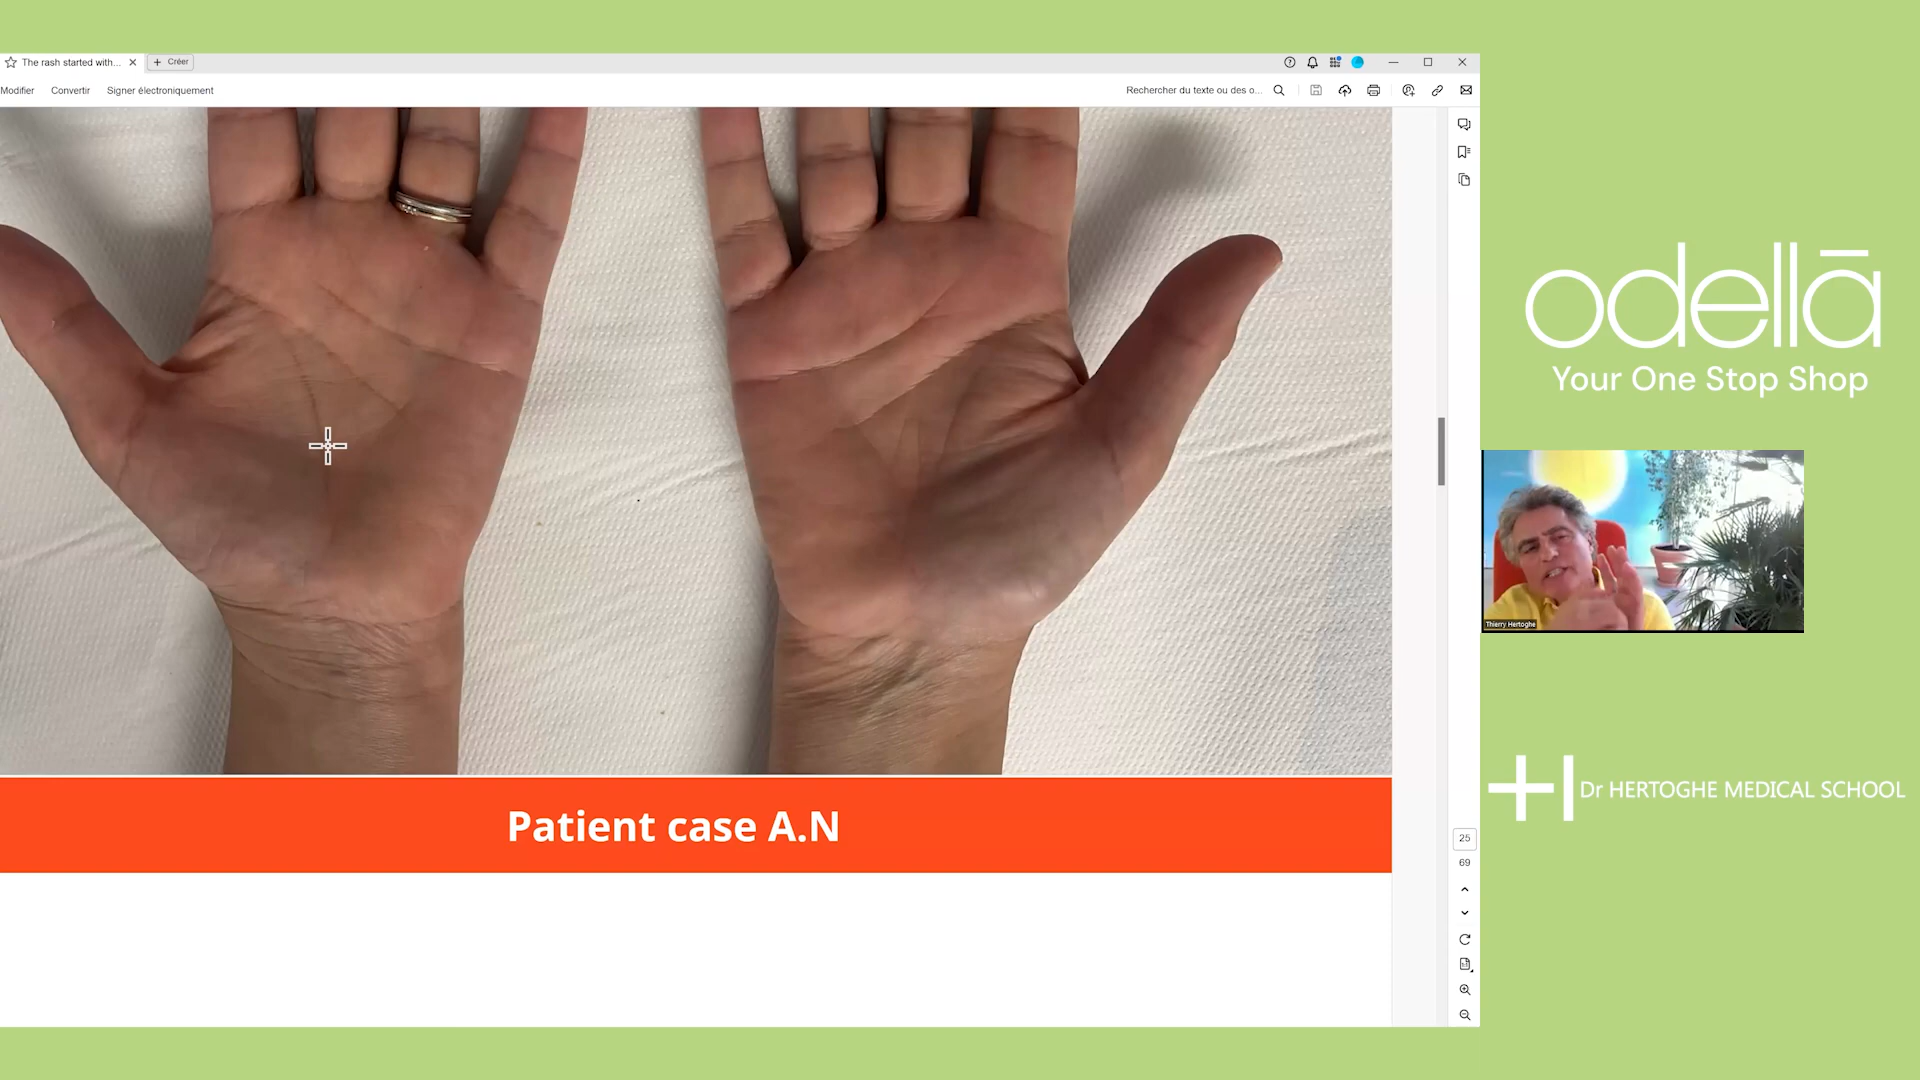 The rash started with...
Créer
Modifier
Convertir
Signer électroniquement
Rechercher du texte ou des o...
odellā
Your One Stop Shop
Thierry Hertoghe
Dr HERTOGHE MEDICAL SCHOOL
Patient case A.N
25
69